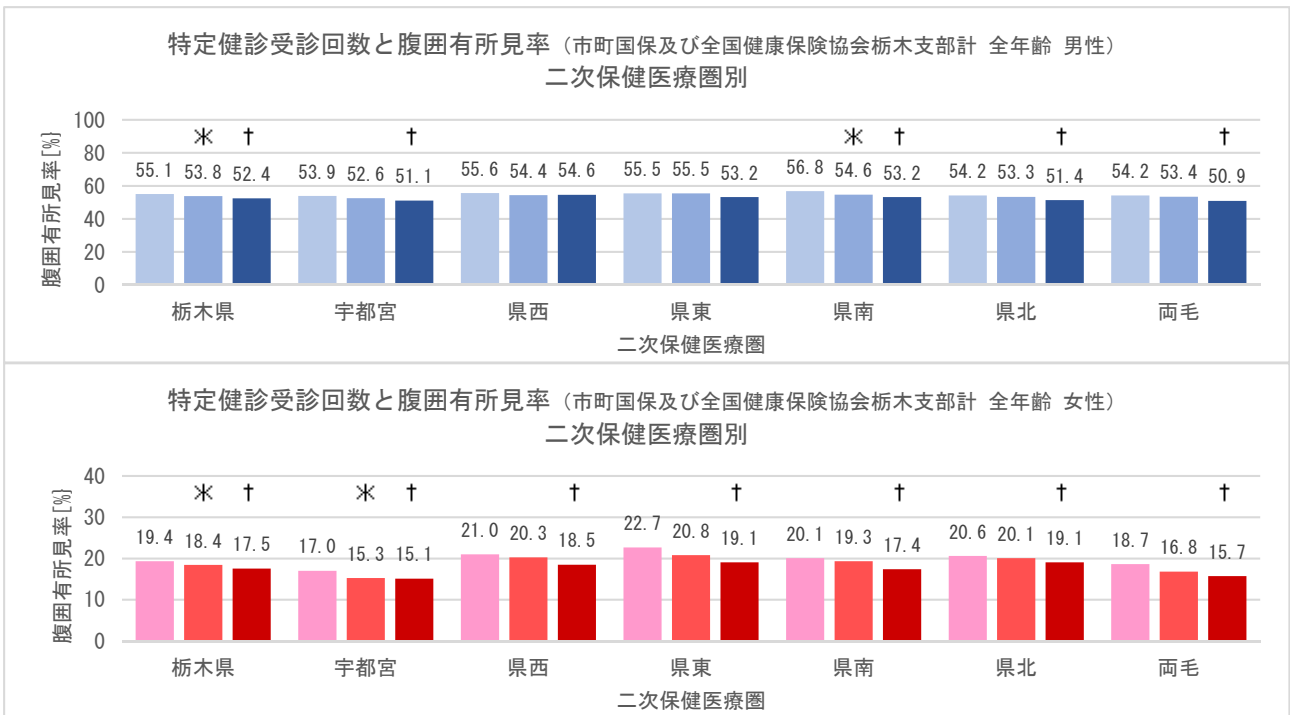 特定健診受診回数と腹囲有所見率（市町国保及び全国健康保険協会栃木支部計 全年齢 男性）
二次保健医療圏別
腹囲有所見率[%]
100
80
60
40
20
0
＊ † † ＊ † † †
55.1 53.8 52.4 53.9 52.6 51.1 55.6 54.4 54.6 55.5 55.5 53.2 56.8 54.6 53.2 54.2 53.3 51.4 54.2 53.4 50.9
栃木県 宇都宮 県西 県東 県南 県北 両毛
二次保健医療圏
特定健診受診回数と腹囲有所見率（市町国保及び全国健康保険協会栃木支部計 全年齢 女性）
二次保健医療圏別
腹囲有所見率[%]
40
30
20
10
0
＊ † ＊ † † † † † †
19.4 18.4 17.5 17.0 15.3 15.1 21.0 20.3 18.5 22.7 20.8 19.1 20.1 19.3 17.4 20.6 20.1 19.1 18.7 16.8 15.7
栃木県 宇都宮 県西 県東 県南 県北 両毛
二次保健医療圏